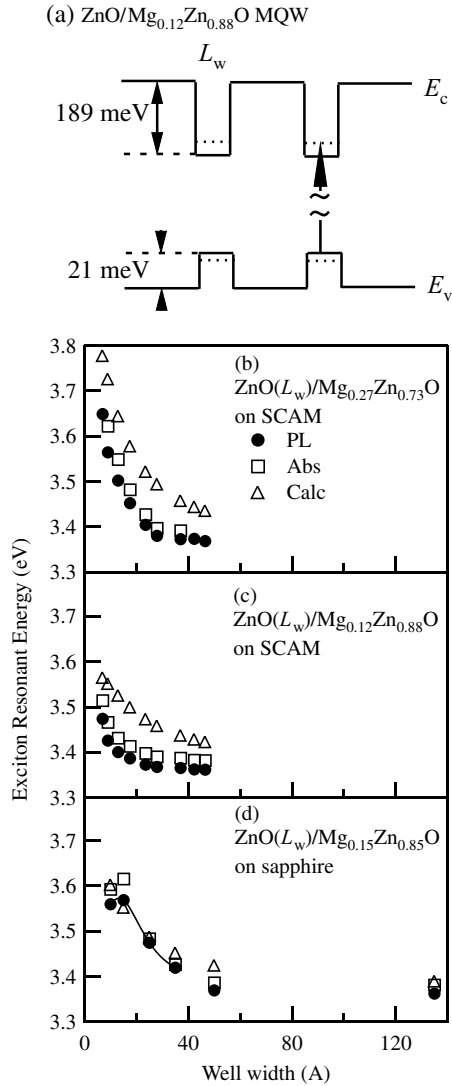 (a) ZnO/Mg0.12Zn0.88O MQW
Lw
Ec
189 meV
≈
21 meV
Ev
3.8
3.7
3.6
3.5
3.4
3.3
(b)
ZnO(Lw)/Mg0.27Zn0.73O
on SCAM
PL
Abs
Calc
Exciton Resonant Energy (eV)
3.7
3.6
3.5
3.4
3.3
(c)
ZnO(Lw)/Mg0.12Zn0.88O
on SCAM
3.7
3.6
3.5
3.4
3.3
(d)
ZnO(Lw)/Mg0.15Zn0.85O
on sapphire
0 40 80 120
Well width (A)